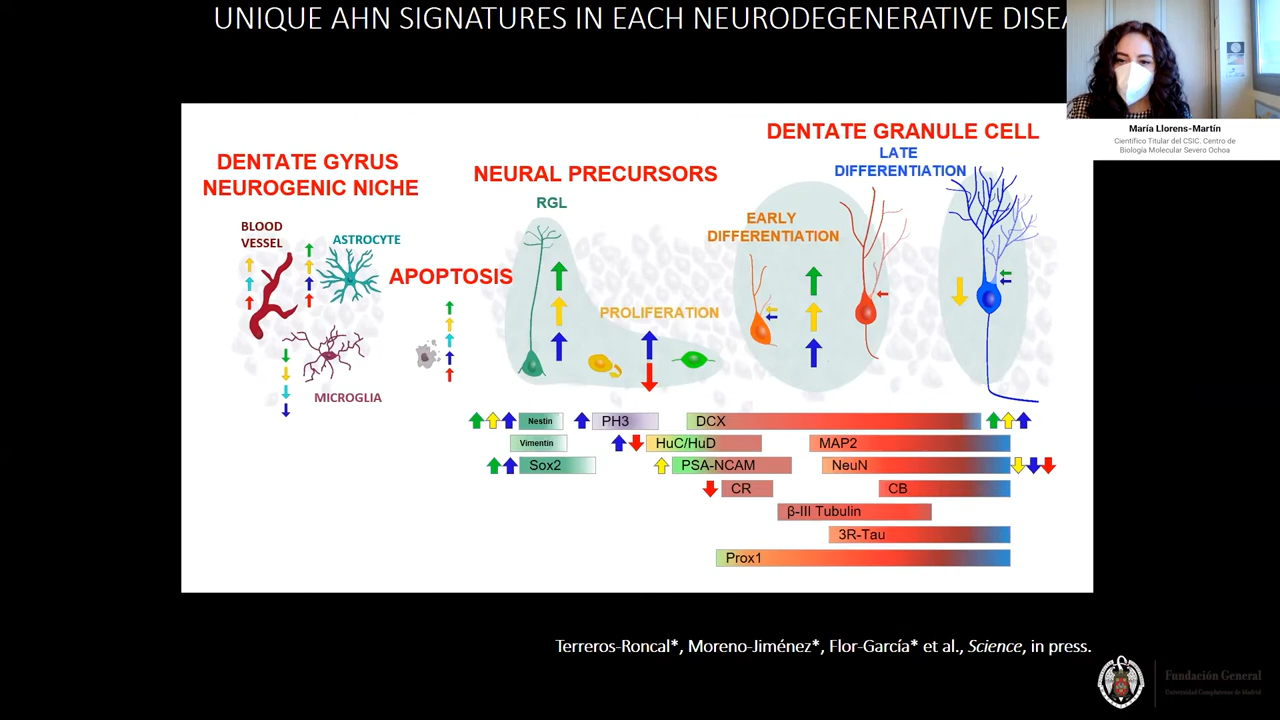 UNIQUE AHN SIGNATURES IN EACH NEURODEGENERATIVE DISEA
María Llorens-Martín
Científico Titular del CSIC. Centro de
Biología Molecular Severo Ochoa
DENTATE GYRUS
NEUROGENIC NICHE
BLOOD
VESSEL
ASTROCYTE
MICROGLIA
APOPTOSIS
NEURAL PRECURSORS
RGL
PROLIFERATION
DENTATE GRANULE CELL
LATE
DIFFERENTIATION
EARLY
DIFFERENTIATION
Nestin
PH3
DCX
Vimentin
HuC/HuD
MAP2
Sox2
PSA-NCAM
NeuN
CR
CB
β-III Tubulin
3R-Tau
Prox1
Terreros-Roncal*, Moreno-Jiménez*, Flor-García* et al., Science, in press.
Fundación General
Universidad Complutense de Madrid